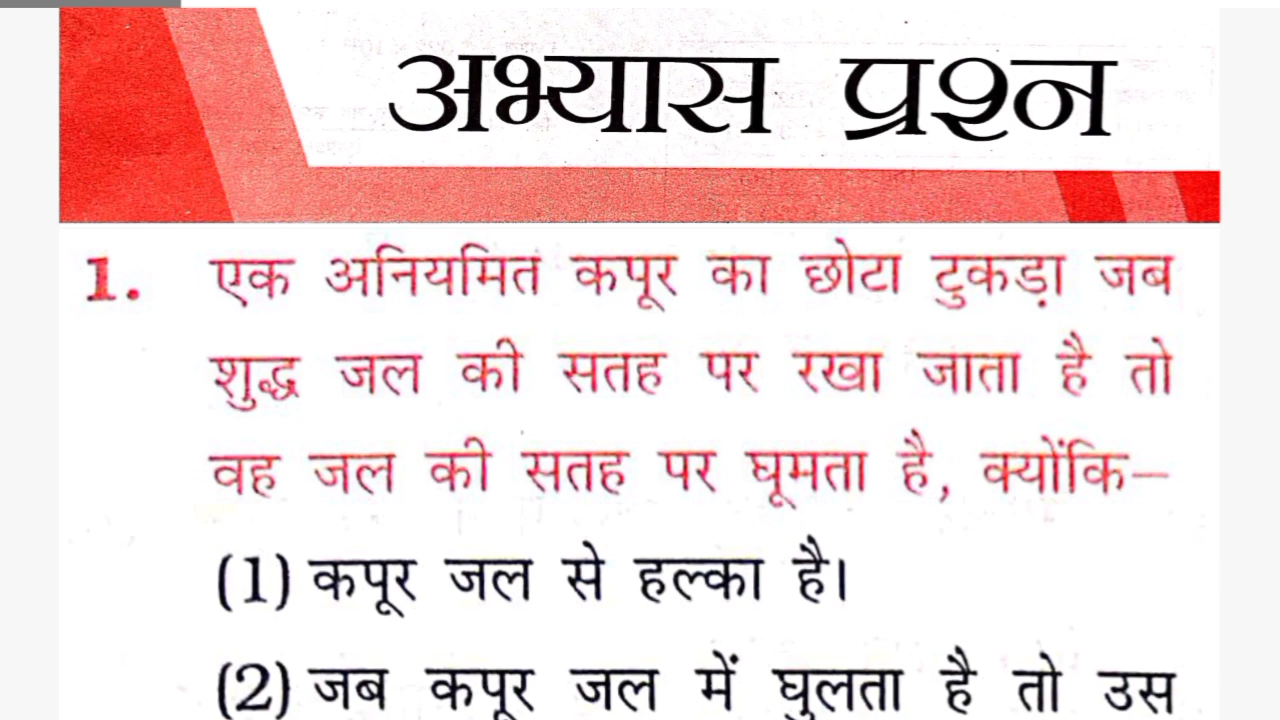 अभ्यास प्रश्न
1. एक अनियमित कपूर का छोटा टुकड़ा जब
शुद्ध जल की सतह पर रखा जाता है तो
वह जल की सतह पर घूमता है, क्योंकि–
(1) कपूर जल से हल्का है।
(2) जब कपूर जल में घुलता है तो उस